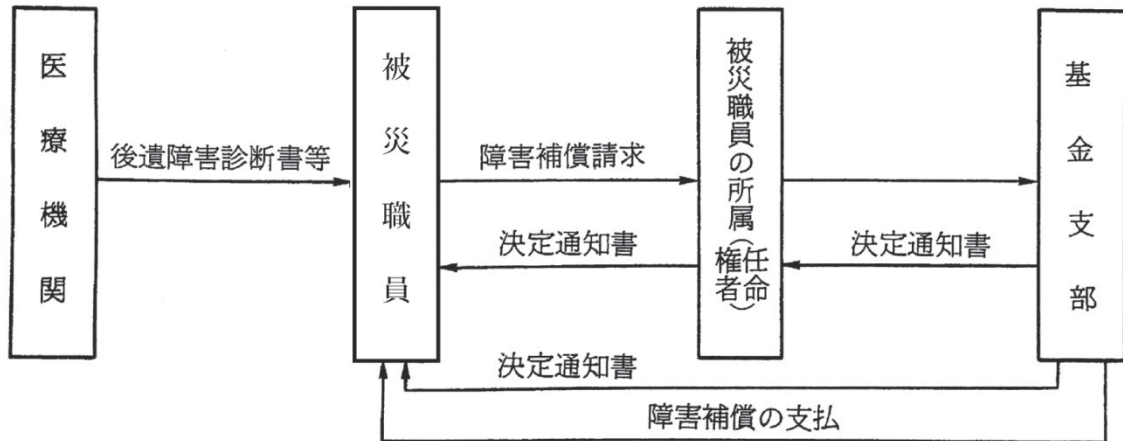 医療機関
後遺障害診断書等
被災職員
障害補償請求
決定通知書
被災職員の所属(任命権者)
決定通知書
基金支部
決定通知書
障害補償の支払